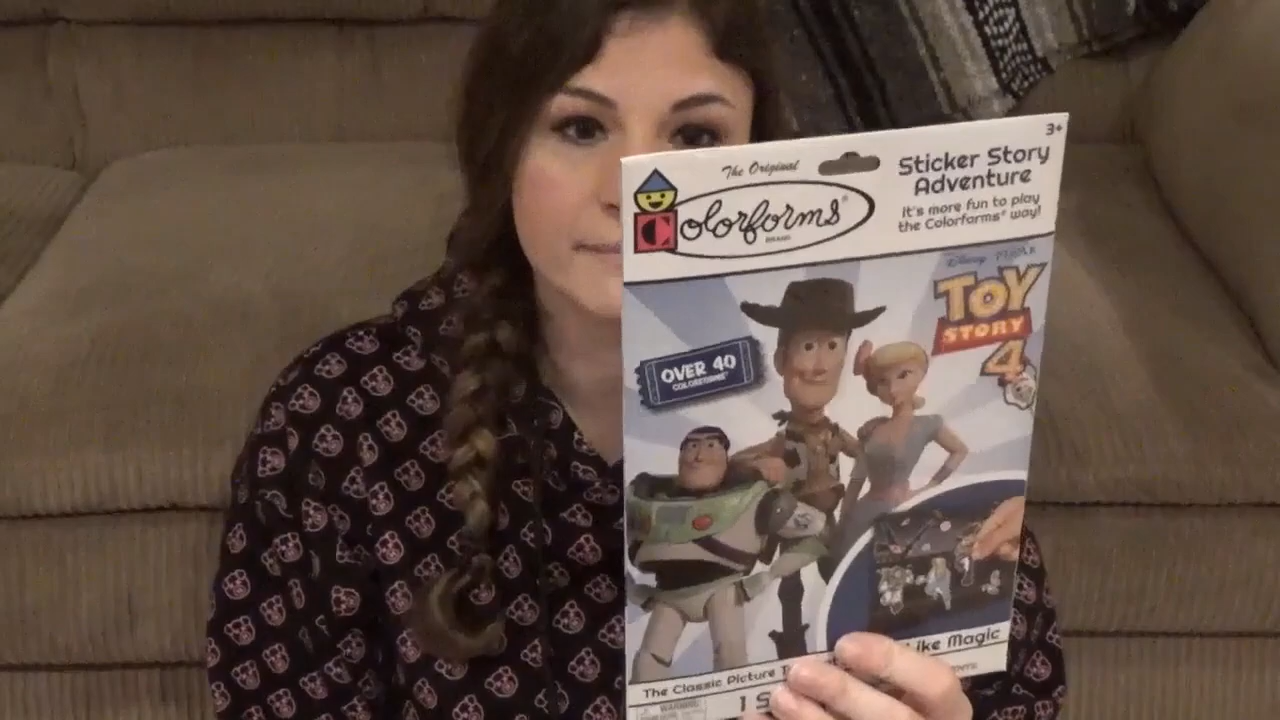 3+
The Original
Colorforms®
BRAND
Sticker Story
Adventure
It's more fun to play
the Colorforms® way!
Disney PIXAR
TOY
STORY
4
OVER 40
COLORFORMS®
The Classic Picture
Like Magic
WARNING: